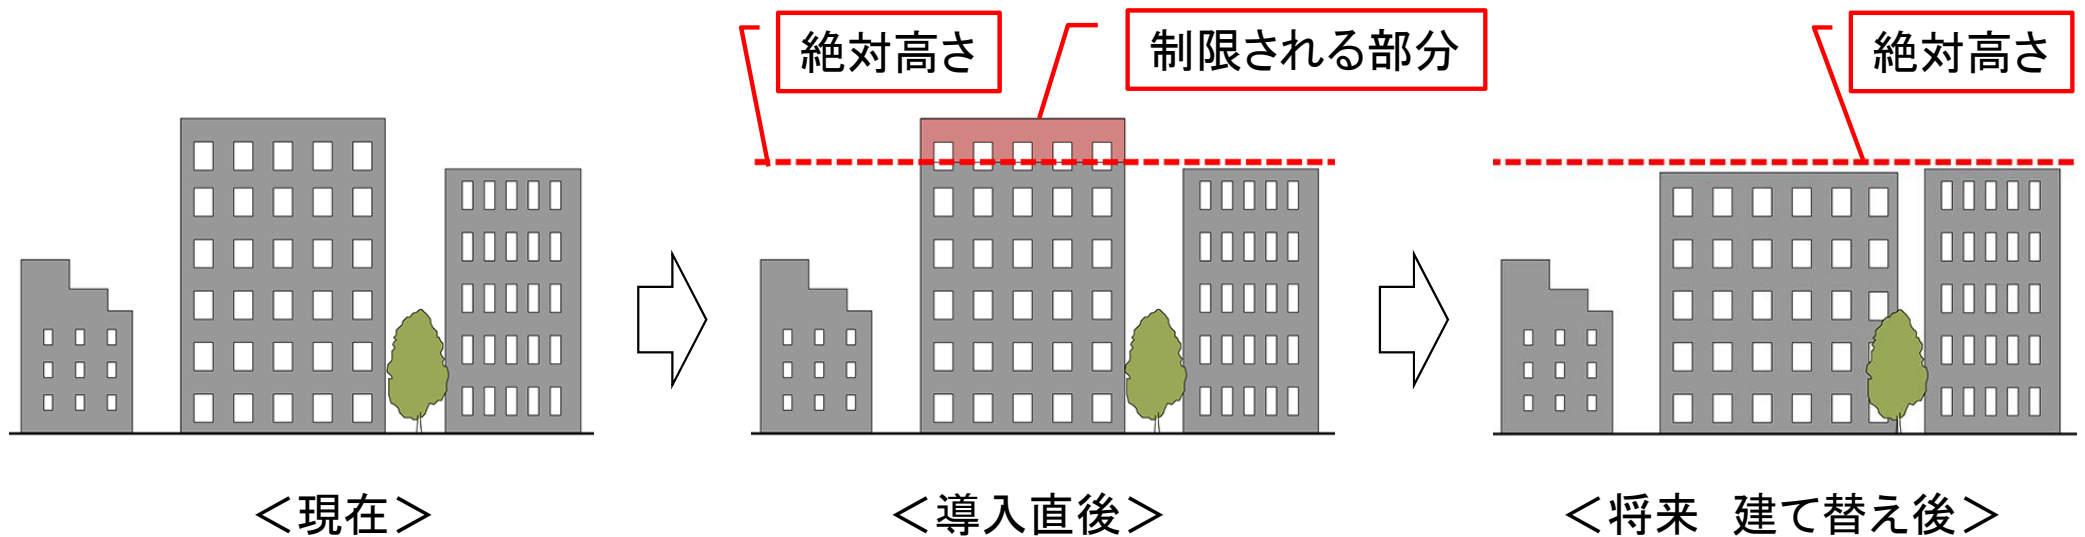 絶対高さ
制限される部分
絶対高さ
＜現在＞
＜導入直後＞
＜将来　建て替え後＞